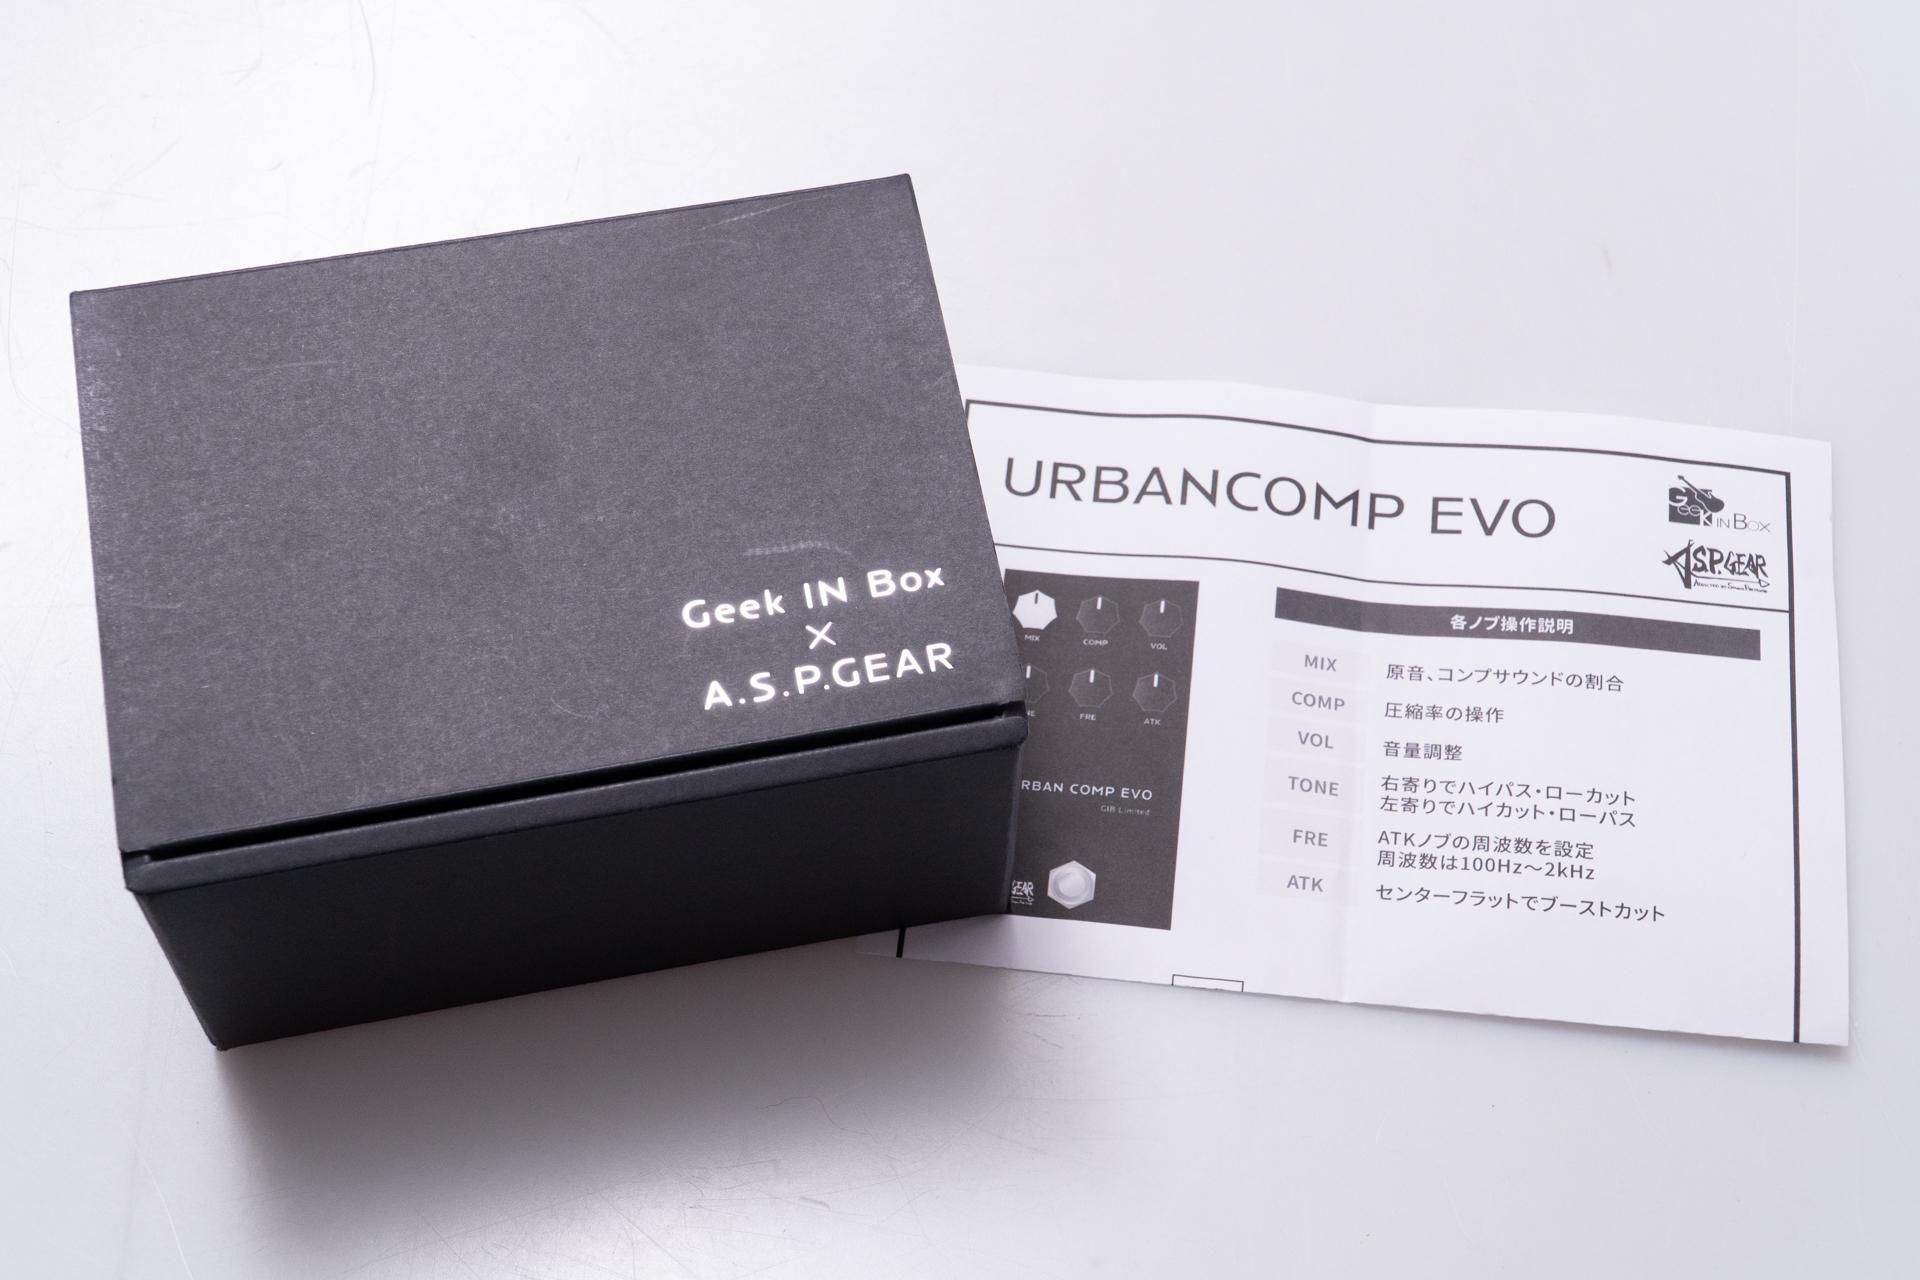 Geek IN Box
×
A.S.P.GEAR
URBANCOMP EVO
Geek IN Box
A.S.P.GEAR
MIX
COMP
VOL
FRE
ATK
RBAN COMP EVO
GIB Limited
GEAR
各ノブ操作説明
MIX 原音、コンプサウンドの割合
COMP 圧縮率の操作
VOL 音量調整
TONE 右寄りでハイパス・ローカット
左寄りでハイカット・ローパス
FRE ATKノブの周波数を設定
周波数は100Hz〜2kHz
ATK センターフラットでブーストカット